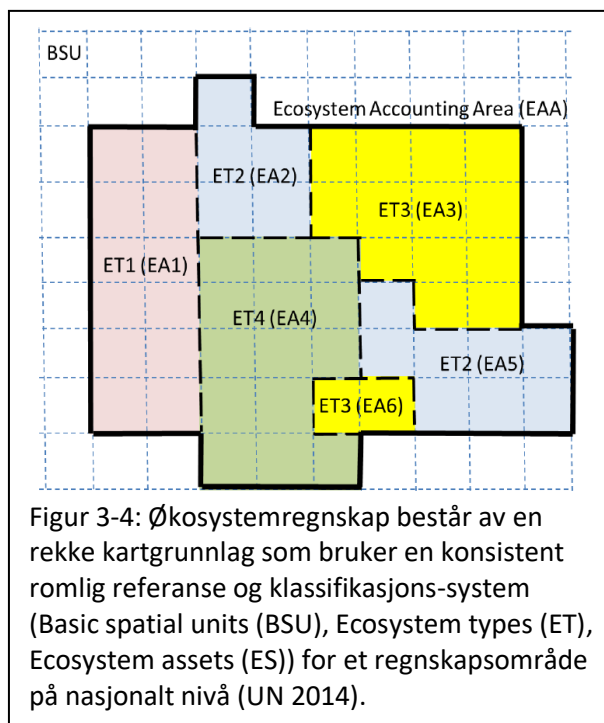 BSU
Ecosystem Accounting Area (EAA)
ET2 (EA2)
ET3 (EA3)
ET1 (EA1)
ET4 (EA4)
ET2 (EA5)
ET3 (EA6)
Figur 3-4: Økosystemregnskap består av en
rekke kartgrunnlag som bruker en konsistent
romlig referanse og klassifikasjons-system
(Basic spatial units (BSU), Ecosystem types (ET),
Ecosystem assets (ES)) for et regnskapsområde
på nasjonalt nivå (UN 2014).